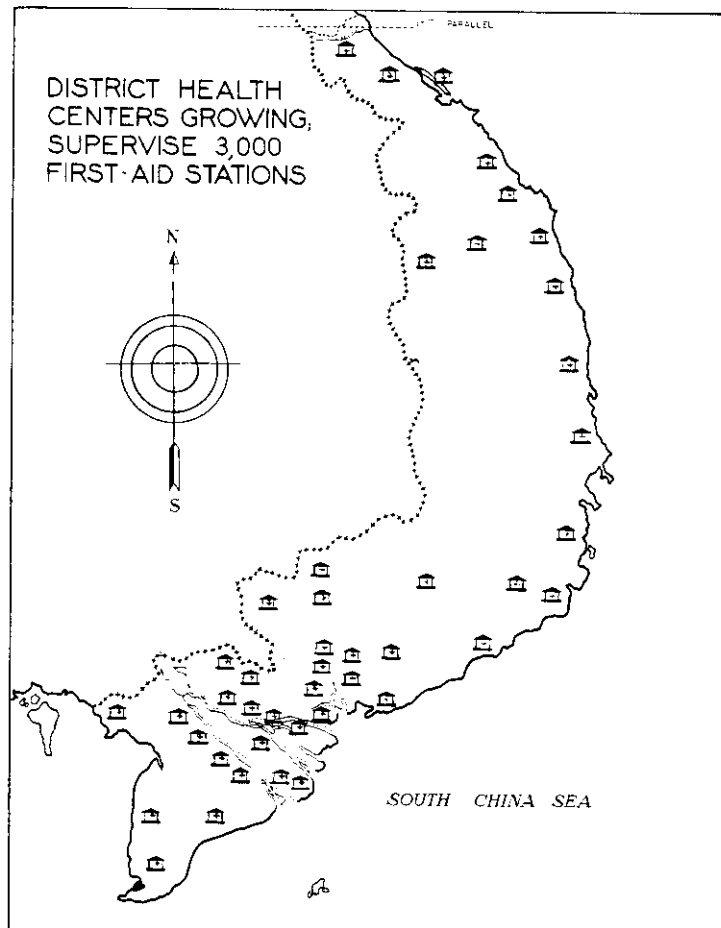 PARALLEL
DISTRICT HEALTH
CENTERS GROWING,
SUPERVISE 3,000
FIRST-AID STATIONS
N
S
SOUTH CHINA SEA